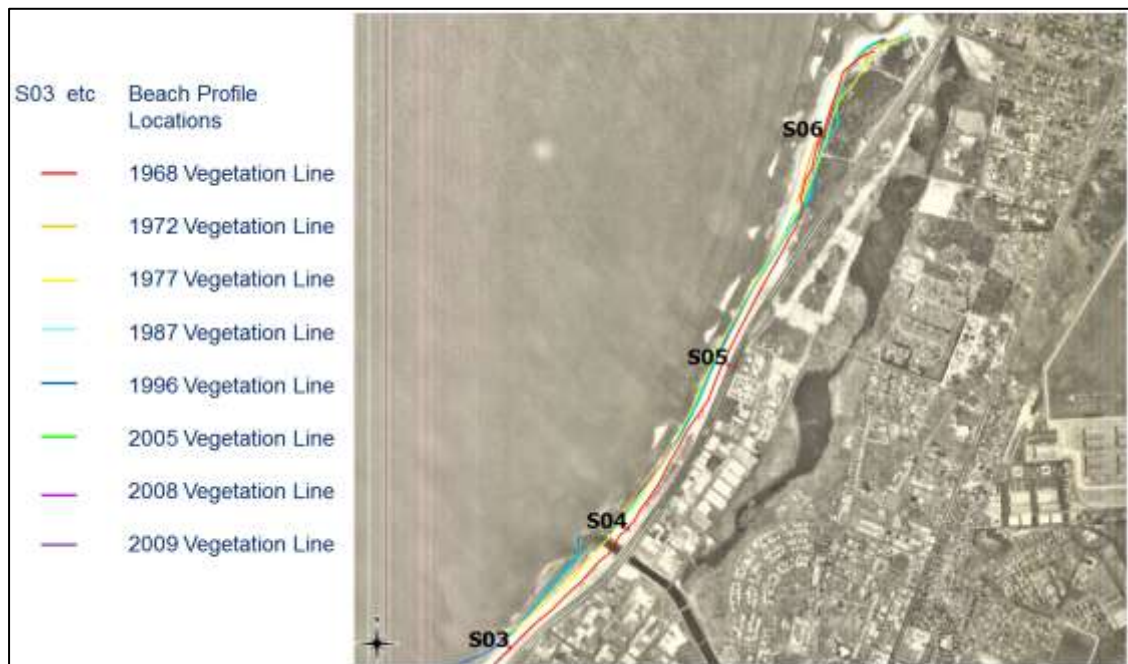 S03 etc Beach Profile
Locations
1968 Vegetation Line
1972 Vegetation Line
1977 Vegetation Line
1987 Vegetation Line
1996 Vegetation Line
2005 Vegetation Line
2008 Vegetation Line
2009 Vegetation Line
S06
S05
S04
S03